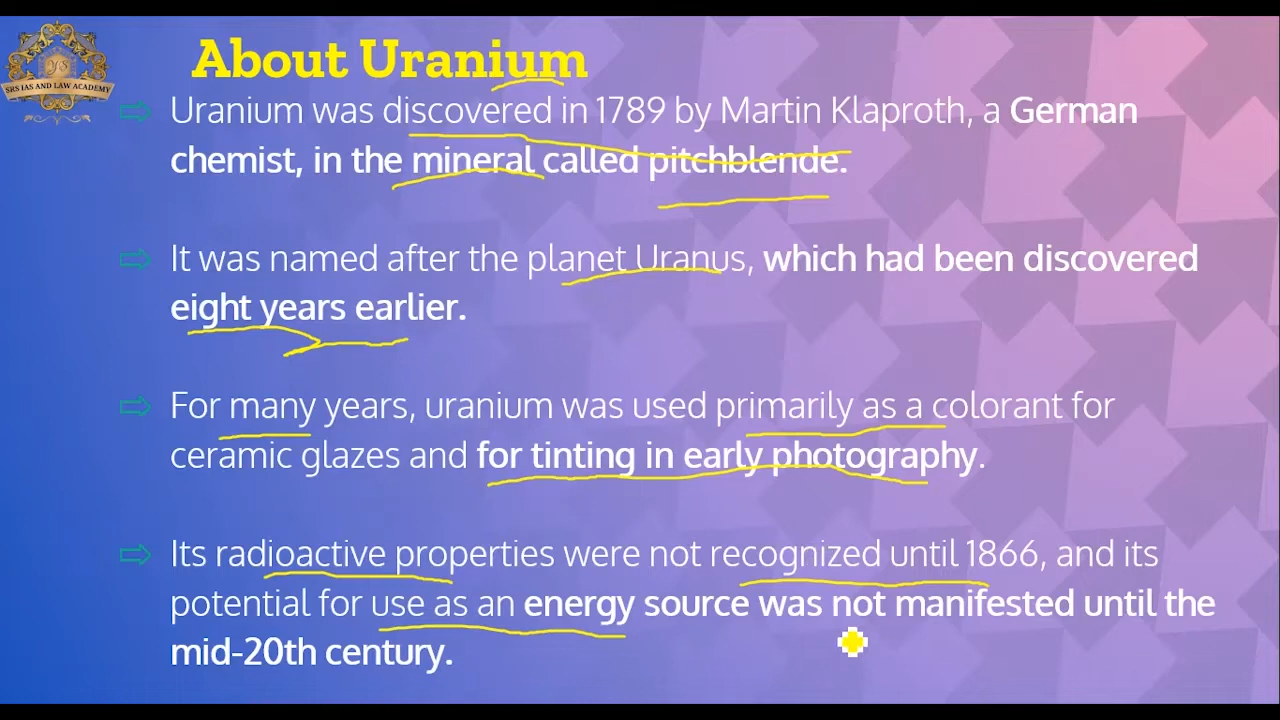 SRS IAS AND LAW ACADEMY
About Uranium
Uranium was discovered in 1789 by Martin Klaproth, a German
chemist, in the mineral called pitchblende.
It was named after the planet Uranus, which had been discovered
eight years earlier.
For many years, uranium was used primarily as a colorant for
ceramic glazes and for tinting in early photography.
Its radioactive properties were not recognized until 1866, and its
potential for use as an energy source was not manifested until the
mid-20th century.